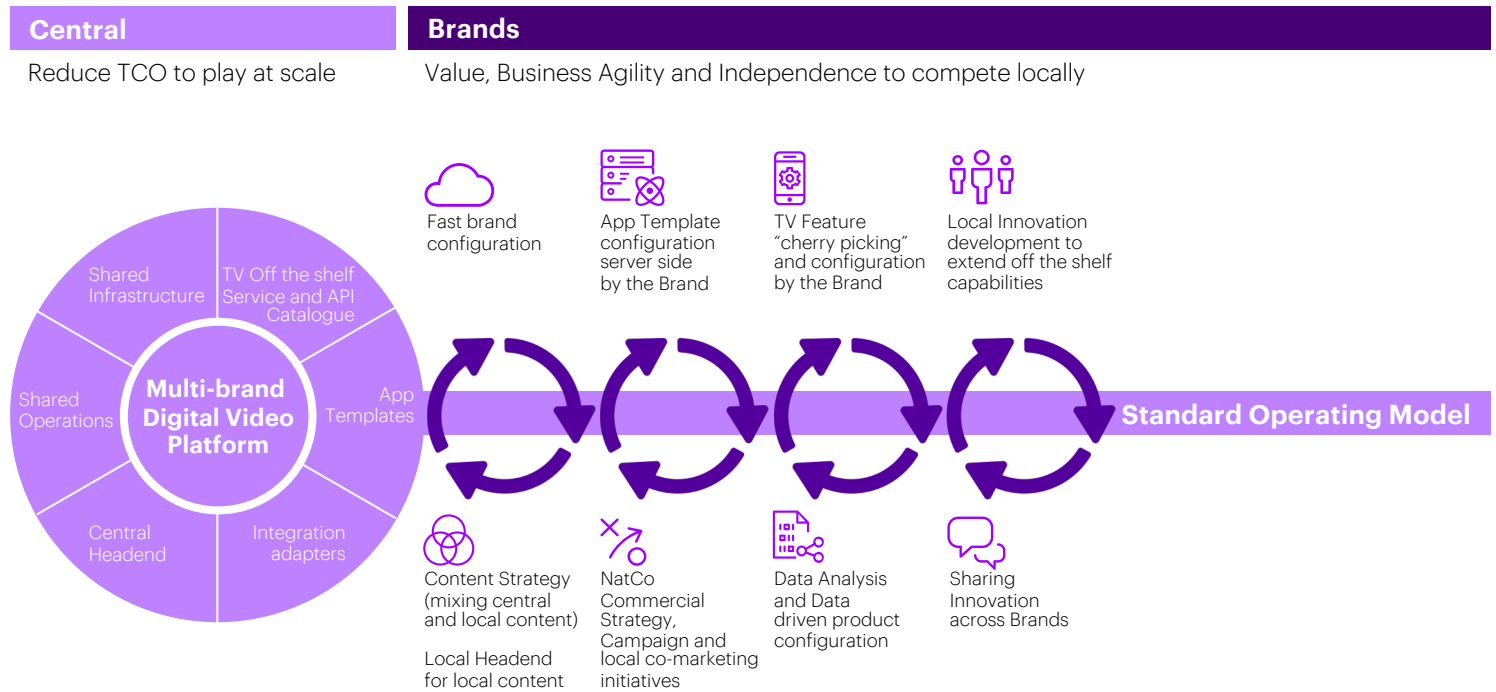 Central
Brands
Reduce TCO to play at scale
Value, Business Agility and Independence to compete locally
Fast brand
configuration
App Template
configuration
server side
by the Brand
TV Feature
“cherry picking”
and configuration
by the Brand
Local Innovation
development to
extend off the shelf
capabilities
Shared
Infrastructure
TV Off the shelf
Service and API
Catalogue
Shared
Operations
Multi-brand
Digital Video
Platform
App
Templates
Central
Headend
Integration
adapters
Standard Operating Model
Content Strategy
(mixing central
and local content)
Local Headend
for local content
NatCo
Commercial
Strategy,
Campaign and
local co-marketing
initiatives
Data Analysis
and Data
driven product
configuration
Sharing
Innovation
across Brands